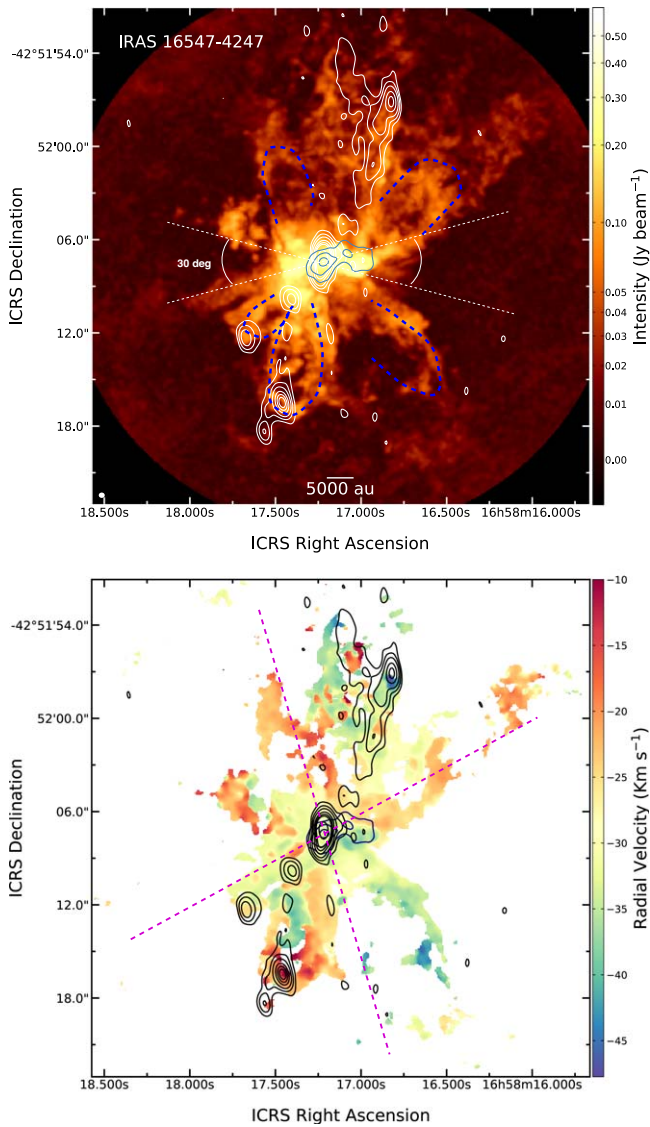 IRAS 16547-4247
-42°51'54.0"
52'00.0"
06.0"
12.0"
18.0"
ICRS Declination
30 deg
5000 au
18.500s 18.000s 17.500s 17.000s 16.500s 16h58m16.000s
ICRS Right Ascension
0.50
0.40
0.30
0.20
0.10
0.05
0.04
0.03
0.02
0.01
0.00
Intensity (Jy beam⁻¹)
-42°51'54.0"
52'00.0"
06.0"
12.0"
18.0"
ICRS Declination
18.500s 18.000s 17.500s 17.000s 16.500s 16h58m16.000s
ICRS Right Ascension
−10
−15
−20
−25
−30
−35
−40
−45
Radial Velocity (Km s⁻¹)